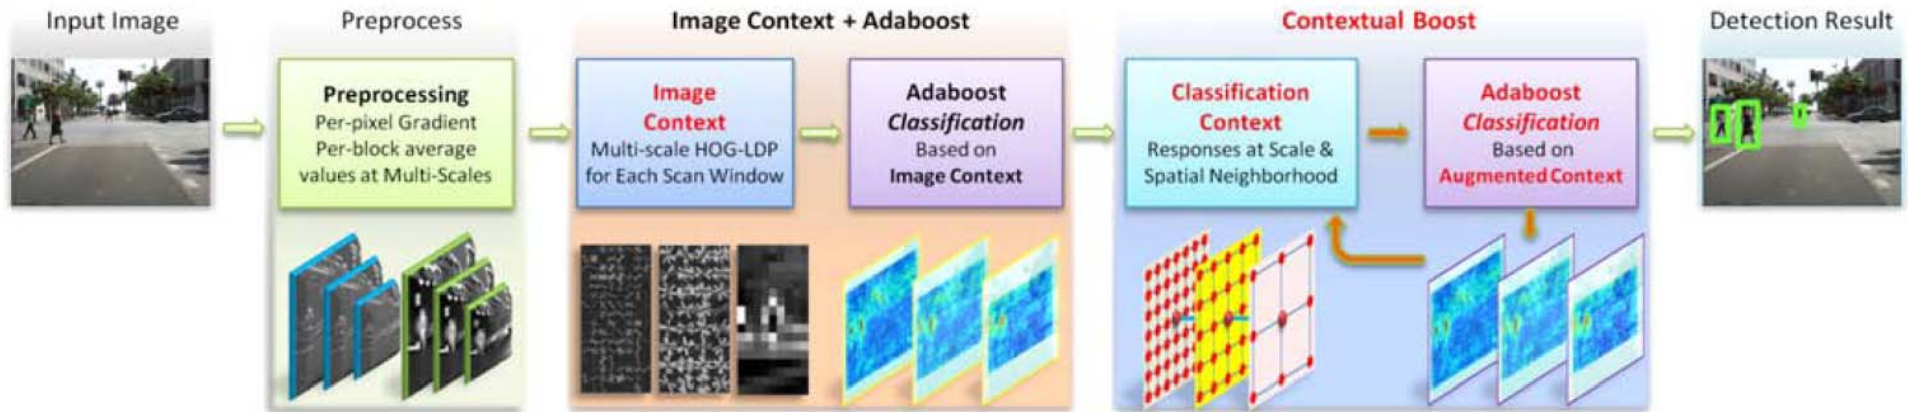 Input Image
Preprocess
Image Context + Adaboost
Contextual Boost
Detection Result
Preprocessing
Per-pixel Gradient
Per-block average
values at Multi-Scales
Image
Context
Multi-scale HOG-LDP
for Each Scan Window
Adaboost
Classification
Based on
Image Context
Classification
Context
Responses at Scale &
Spatial Neighborhood
Adaboost
Classification
Based on
Augmented Context